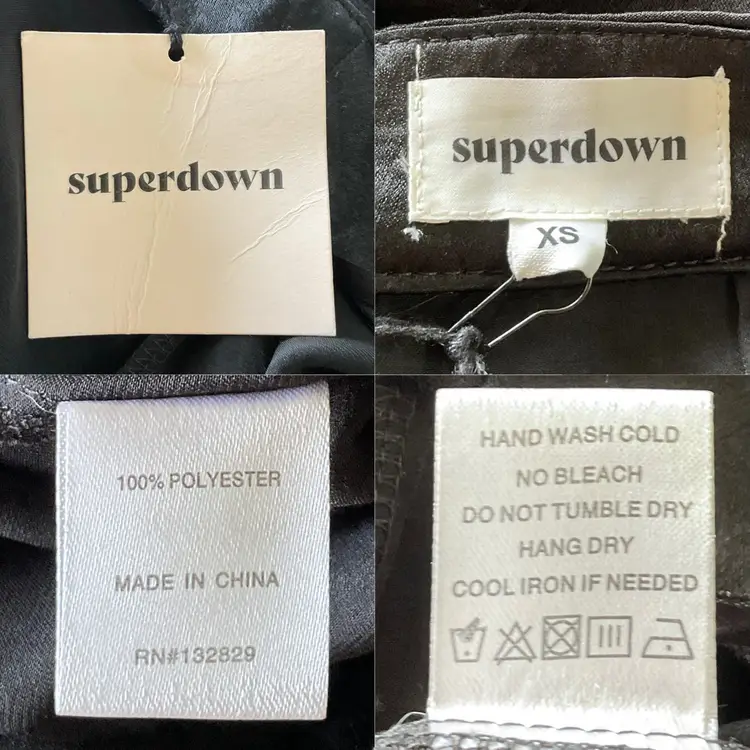 superdown
superdown
XS
100% POLYESTER
MADE IN CHINA
RN#132829
HAND WASH COLD
NO BLEACH
DO NOT TUMBLE DRY
HANG DRY
COOL IRON IF NEEDED